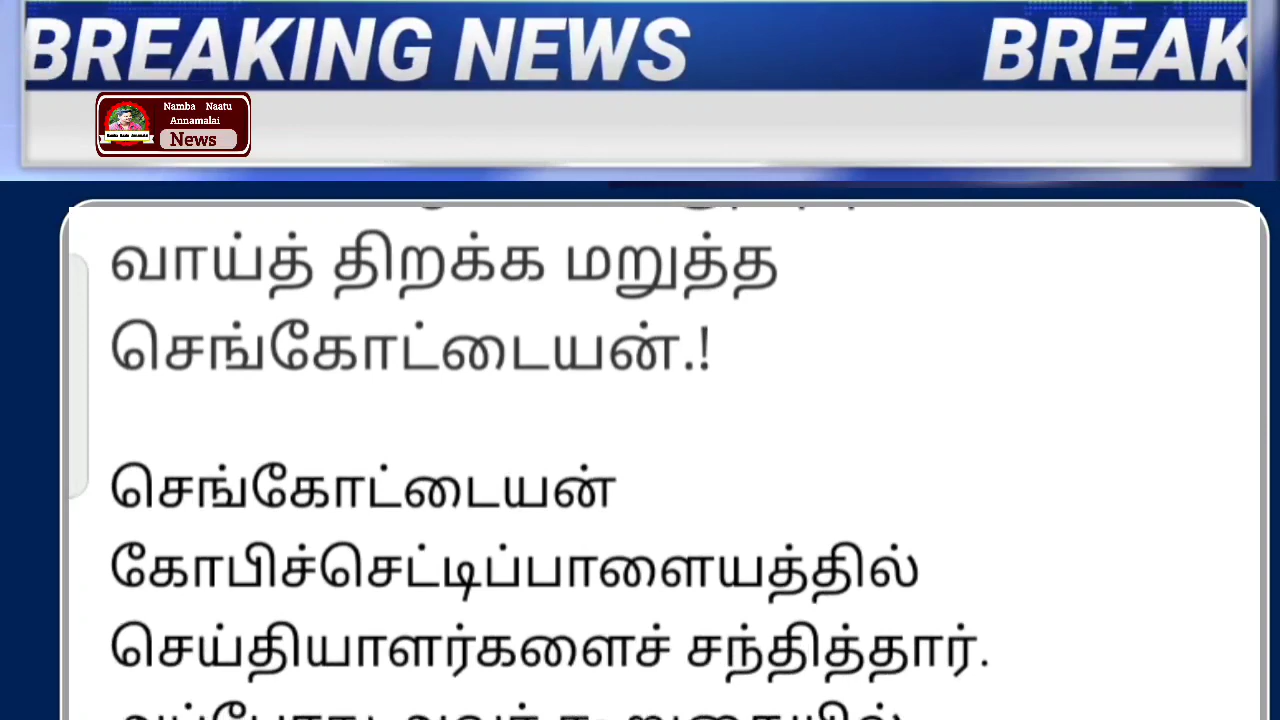 BREAKING NEWS BREAK
Namba Naatu
Annamalai
News
வாய்த் திறக்க மறுத்த
செங்கோட்டையன்.!
செங்கோட்டையன்
கோபிச்செட்டிப்பாளையத்தில்
செய்தியாளர்களைச் சந்தித்தார்.